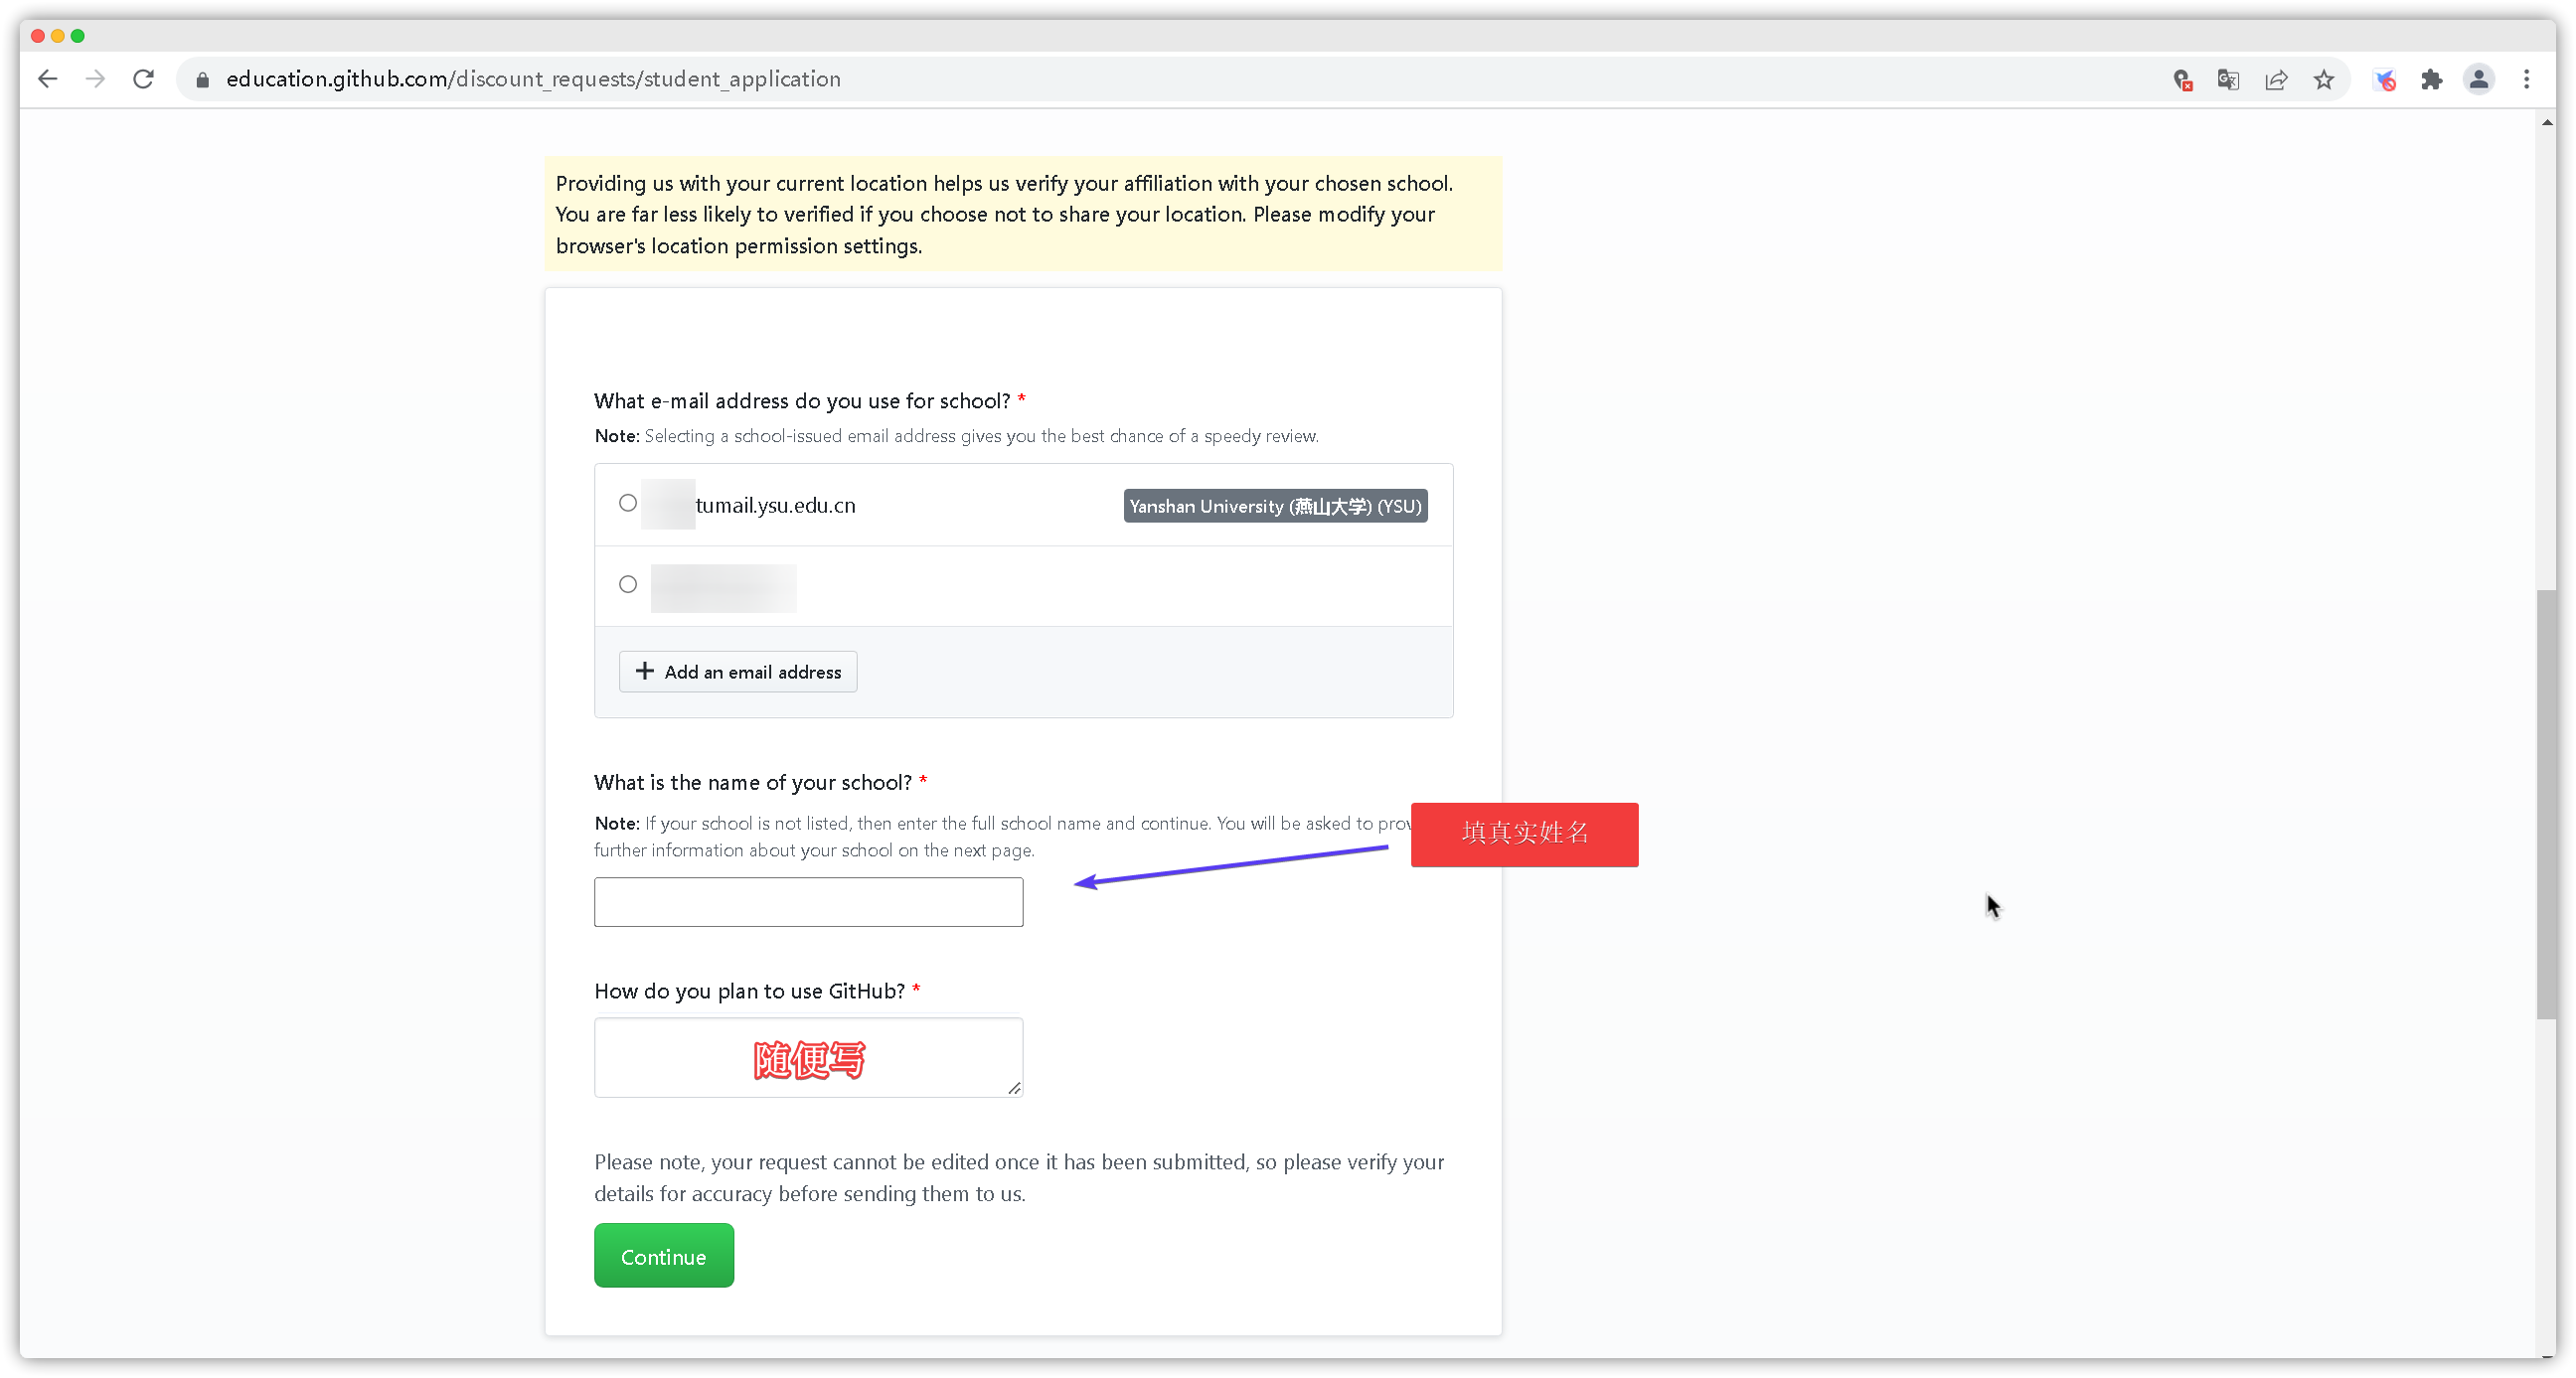 education.github.com/discount_requests/student_application
Providing us with your current location helps us verify your affiliation with your chosen school.
You are far less likely to verified if you choose not to share your location. Please modify your
browser's location permission settings.
What e-mail address do you use for school? *
Note: Selecting a school-issued email address gives you the best chance of a speedy review.
tumail.ysu.edu.cn
Yanshan University (燕山大学) (YSU)
Add an email address
What is the name of your school? *
Note: If your school is not listed, then enter the full school name and continue. You will be asked to prov
further information about your school on the next page.
填真实姓名
How do you plan to use GitHub? *
随便写
Please note, your request cannot be edited once it has been submitted, so please verify your
details for accuracy before sending them to us.
Continue